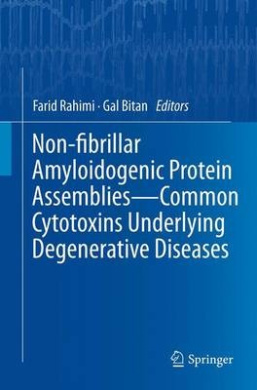 Farid Rahimi · Gal Bitan Editors
Non-fibrillar
Amyloidogenic Protein
Assemblies—Common
Cytotoxins Underlying
Degenerative Diseases
Springer